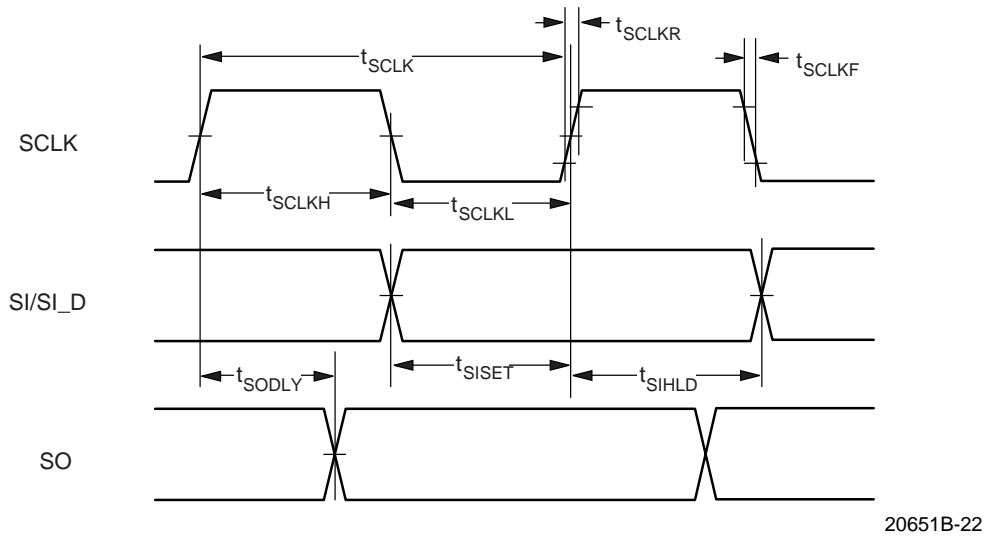 tSCLKR
tSCLK
tSCLKF
SCLK
tSCLKH
tSCLKL
SI/SI_D
tSODLY
tSISET
tSIHLD
SO
20651B-22